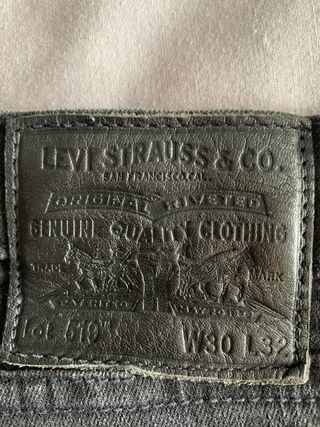 LEVI STRAUSS & CO.
SAN FRANCISCO, CAL.
ORIGINAL RIVETED
GENUINE QUALITY CLOTHING
TRADE MARK
PATENTED MAY 20 1873
Lot 510™ W30 L32